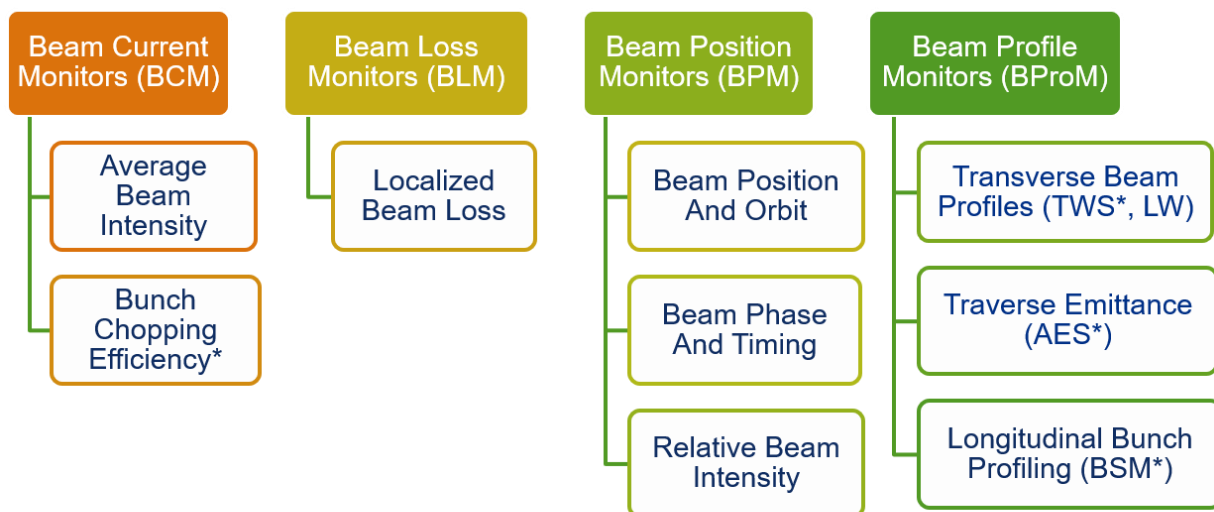 Beam Current
Monitors (BCM)
Average
Beam
Intensity
Bunch
Chopping
Efficiency*
Beam Loss
Monitors (BLM)
Localized
Beam Loss
Beam Position
Monitors (BPM)
Beam Position
And Orbit
Beam Phase
And Timing
Relative Beam
Intensity
Beam Profile
Monitors (BProM)
Transverse Beam
Profiles (TWS*, LW)
Traverse Emittance
(AES*)
Longitudinal Bunch
Profiling (BSM*)